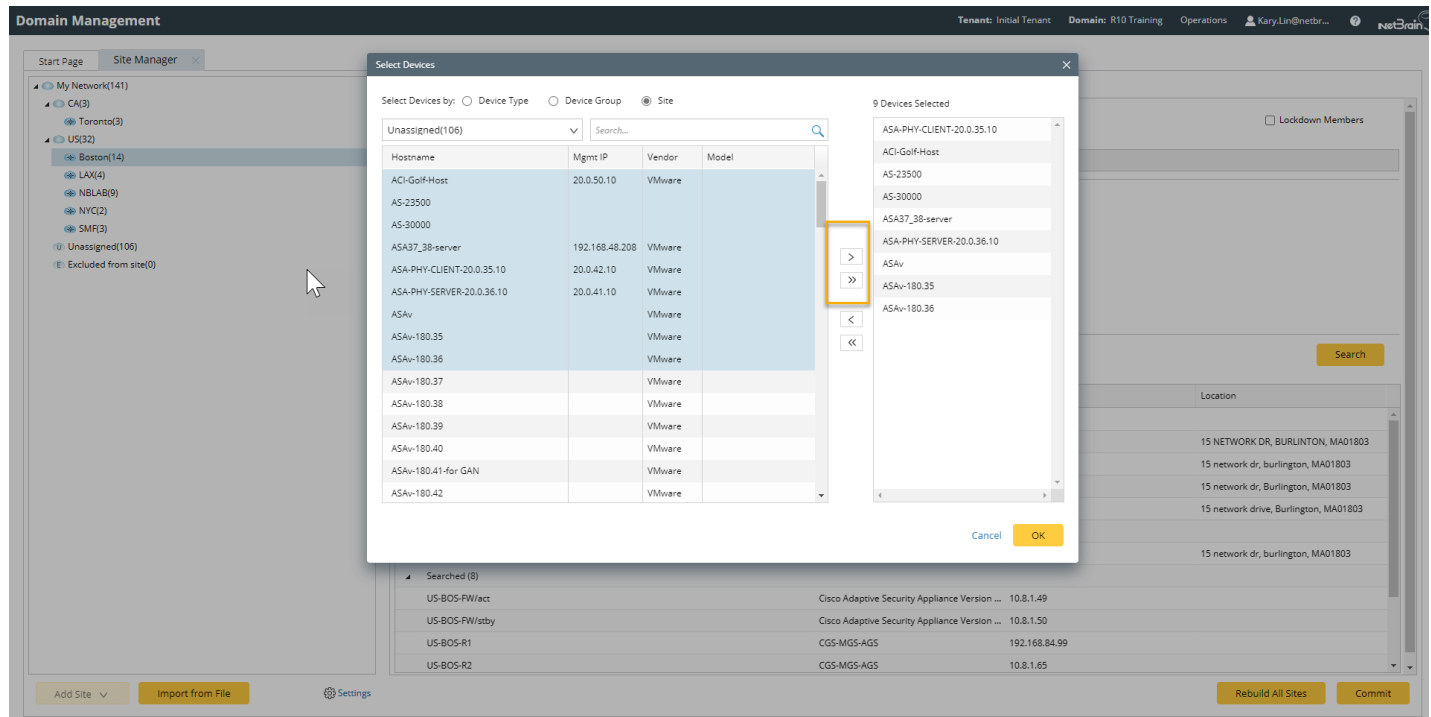 Domain Management
Tenant: Initial Tenant Domain: R10 Training Operations Kary.Lin@netbr... NetBrain
Start Page Site Manager
My Network(141)
CA(3)
Toronto(3)
US(32)
Boston(14)
LAX(4)
NBLAB(9)
NYC(2)
SMF(3)
Unassigned(106)
Excluded from site(0)
Select Devices
Select Devices by: Device Type Device Group Site
Unassigned(106) Search...
Hostname Mgmt IP Vendor Model
ACI-Golf-Host 20.0.50.10 VMware
AS-23500
AS-30000
ASA37_38-server 192.168.48.208 VMware
ASA-PHY-CLIENT-20.0.35.10 20.0.42.10 VMware
ASA-PHY-SERVER-20.0.36.10 20.0.41.10 VMware
ASAv VMware
ASAv-180.35 VMware
ASAv-180.36 VMware
ASAv-180.37 VMware
ASAv-180.38 VMware
ASAv-180.39 VMware
ASAv-180.40 VMware
ASAv-180.41-for GAN VMware
ASAv-180.42 VMware
> 
»
<
«
9 Devices Selected
ASA-PHY-CLIENT-20.0.35.10
ACI-Golf-Host
AS-23500
AS-30000
ASA37_38-server
ASA-PHY-SERVER-20.0.36.10
ASAv
ASAv-180.35
ASAv-180.36
Cancel OK
Lockdown Members
Search
Location
15 NETWORK DR, BURLINTON, MA01803
15 network dr, burlington, MA01803
15 network dr, Burlington, MA01803
15 network drive, Burlington, MA01803
15 network dr, burlington, MA01803
Searched (8)
US-BOS-FW/act Cisco Adaptive Security Appliance Version ... 10.8.1.49
US-BOS-FW/stby Cisco Adaptive Security Appliance Version ... 10.8.1.50
US-BOS-R1 CGS-MGS-AGS 192.168.84.99
US-BOS-R2 CGS-MGS-AGS 10.8.1.65
Add Site Import from File Settings Rebuild All Sites Commit